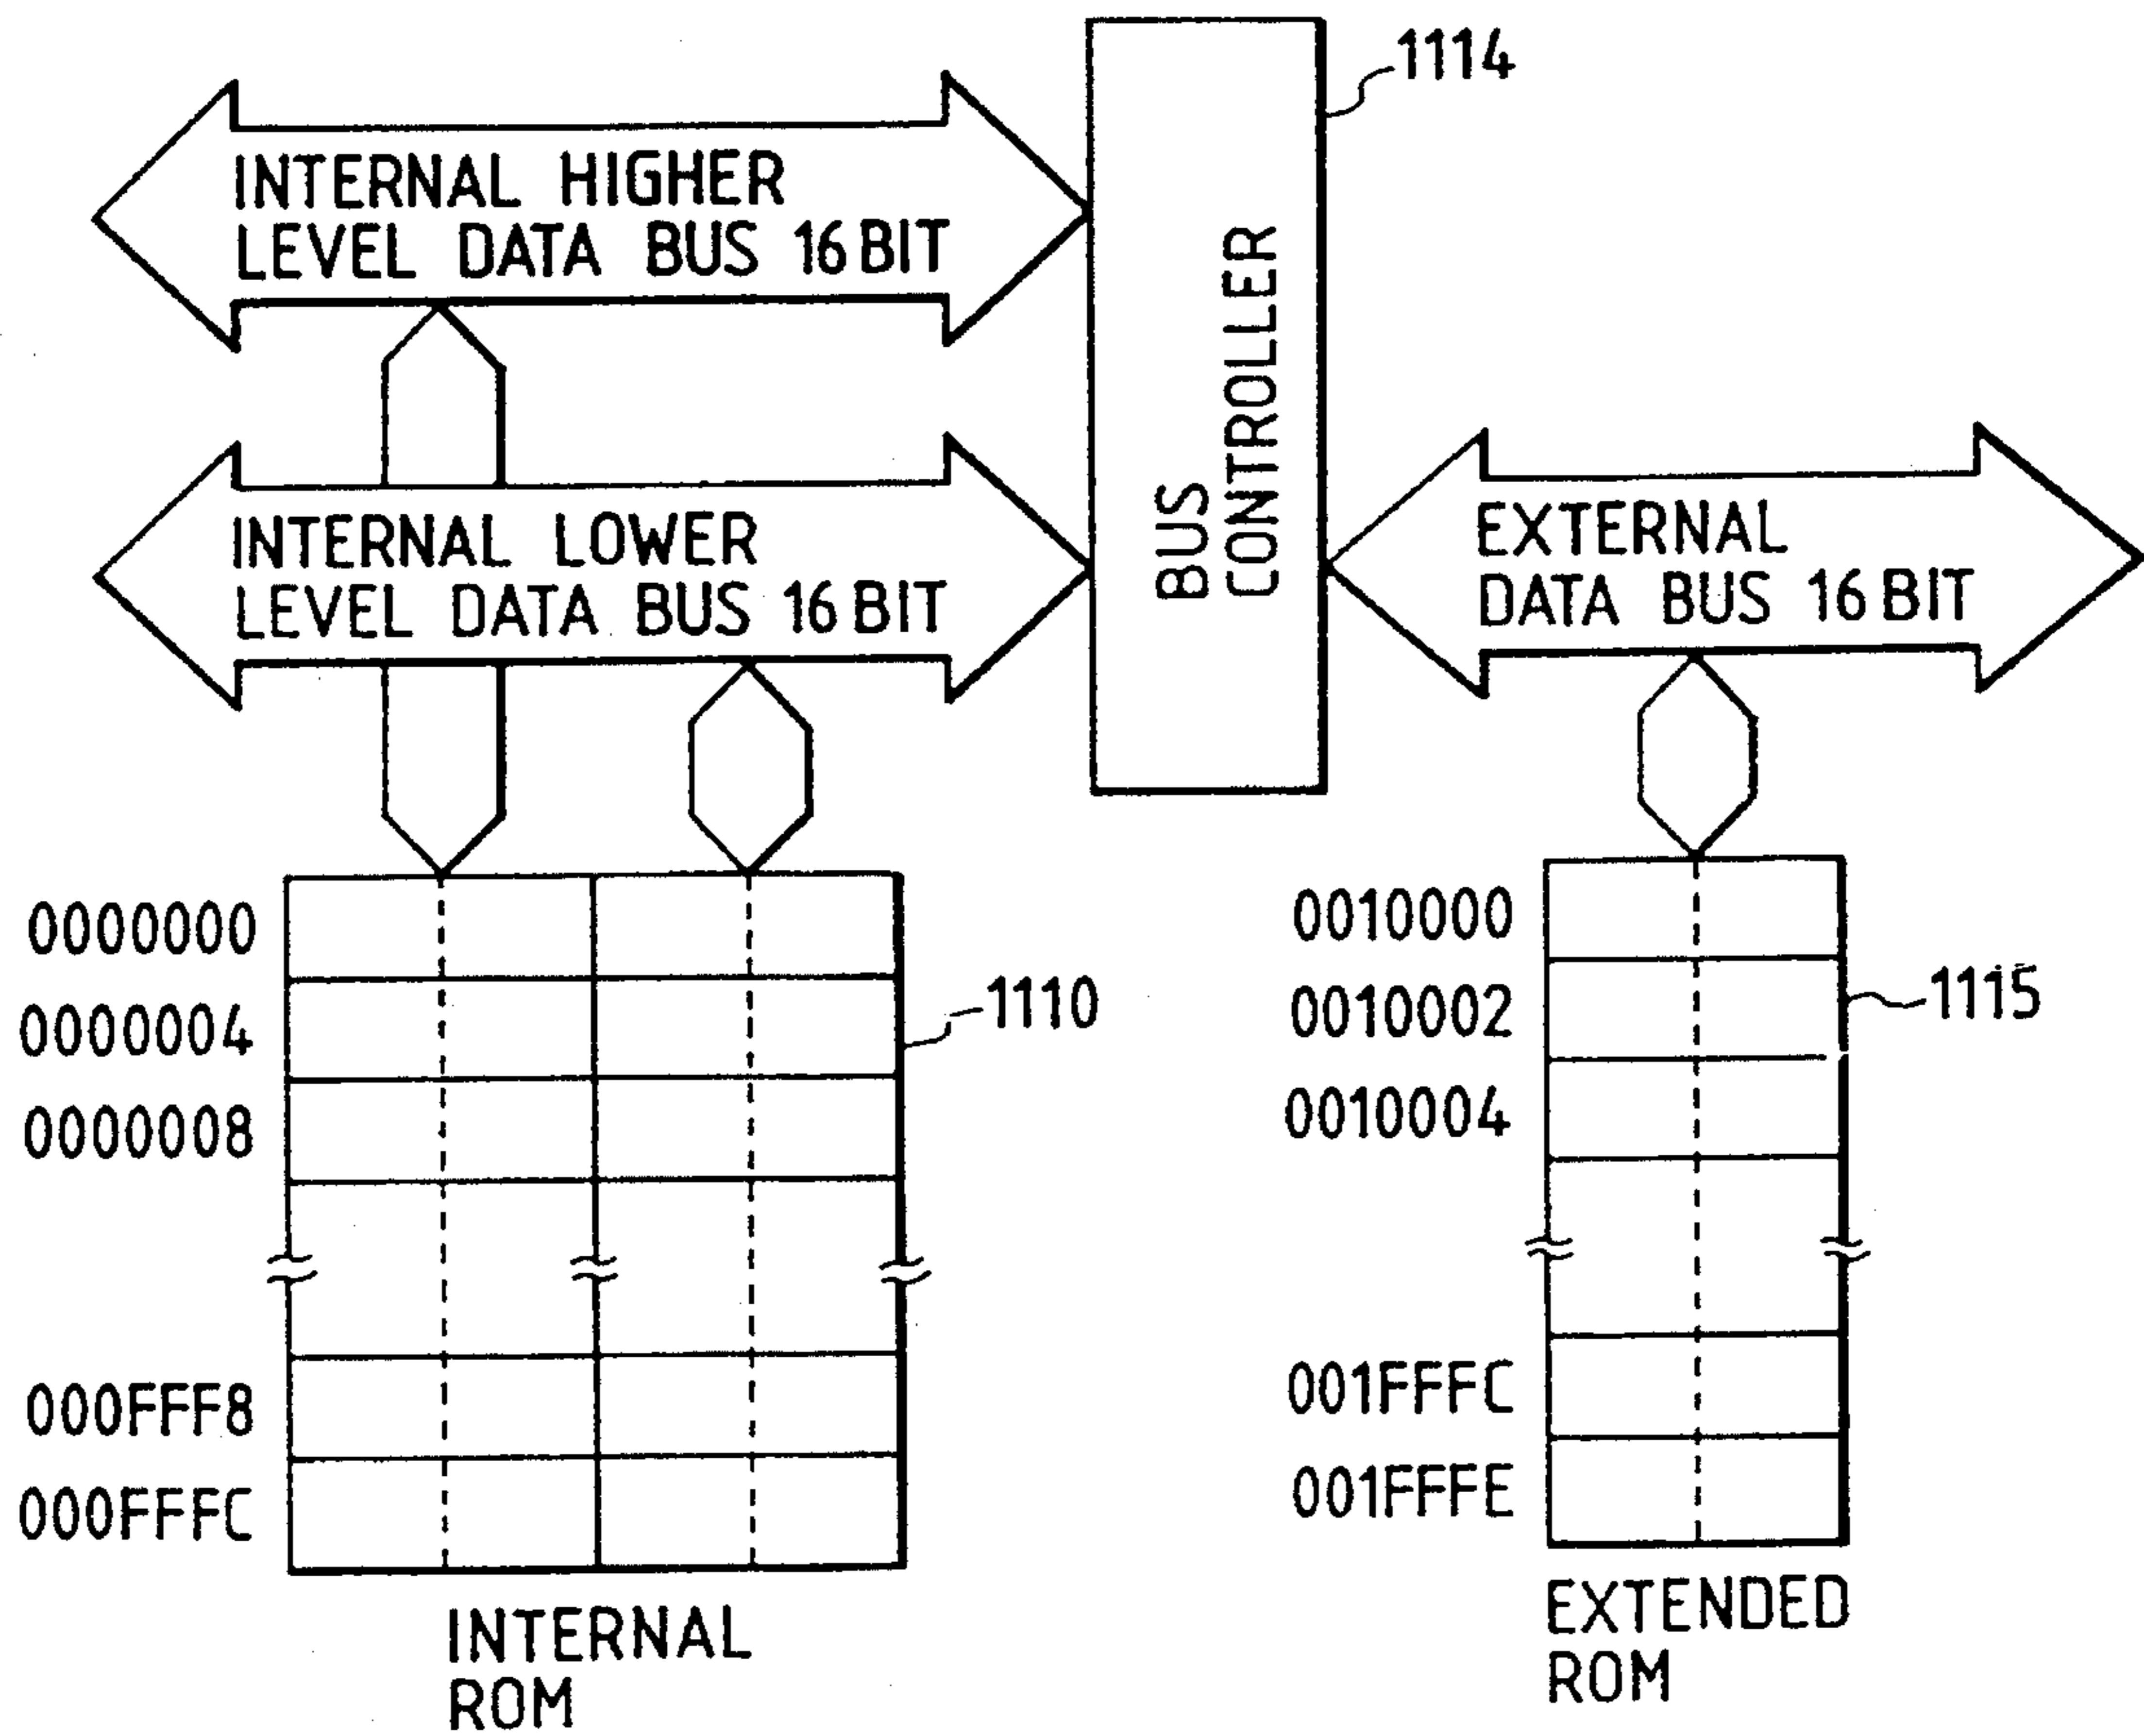 1114
INTERNAL HIGHER
LEVEL DATA BUS 16 BIT
BUS
CONTROLLER
INTERNAL LOWER
LEVEL DATA BUS 16 BIT
EXTERNAL
DATA BUS 16 BIT
0000000
0000004
0000008
000FFF8
000FFFC
1110
INTERNAL
ROM
0010000
0010002
0010004
001FFFC
001FFFE
1115
EXTENDED
ROM